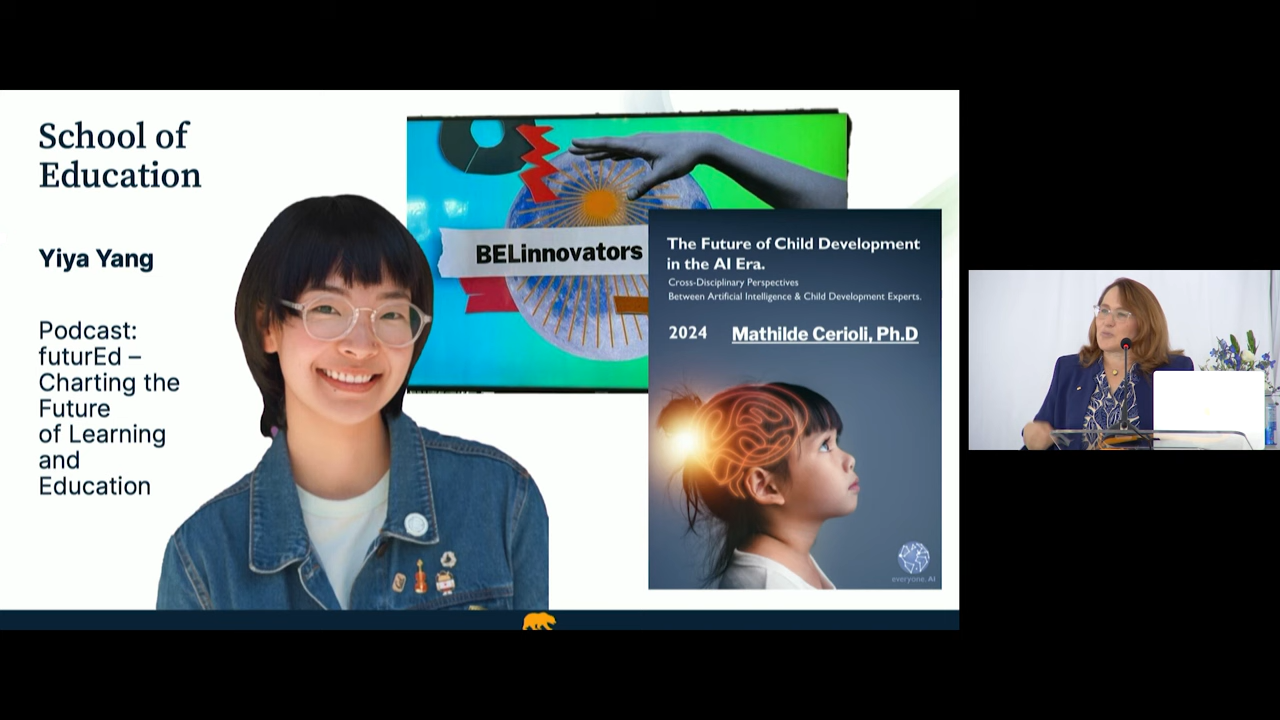 School of
Education
Yiya Yang
Podcast:
futurEd –
Charting the
Future
of Learning
and
Education
BELinnovators
The Future of Child Development
in the AI Era.
Cross-Disciplinary Perspectives
Between Artificial Intelligence & Child Development Experts.
2024 Mathilde Cerioli, Ph.D
everyone. AI